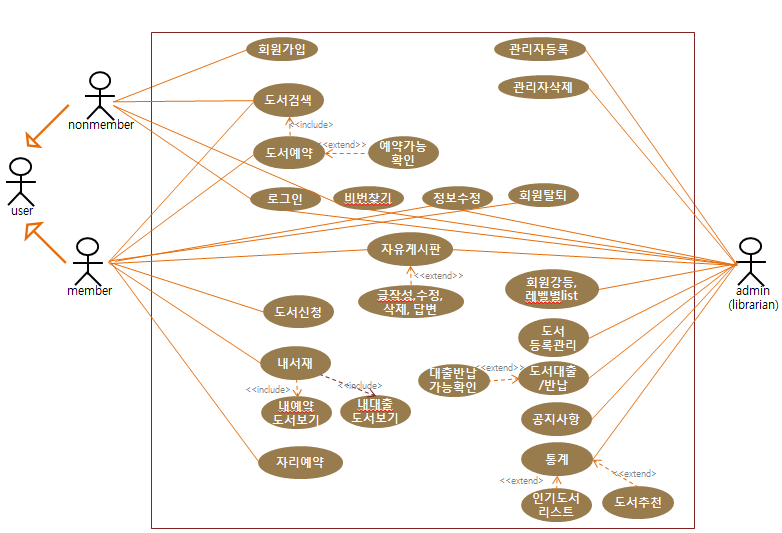 회원가입
관리자등록
관리자삭제
도서검색
nonmember
<<include>
도서예약
<<extend>>
예약가능
확인
user
로그인
비번찾기
정보수정
회원탈퇴
member
자유게시판
<<extend>>
글작성,수정,
삭제, 답변
회원강등,
레벨별list
admin
(librarian)
도서신청
도서
등록관리
내서재
<<include>
<<include>
내예약
도서보기
내대출
도서보기
대출반납
가능확인
<<extend>
도서대출
/반납
공지사항
자리예약
통계
<<extend>
<<extend>
인기도서
리스트
도서추천